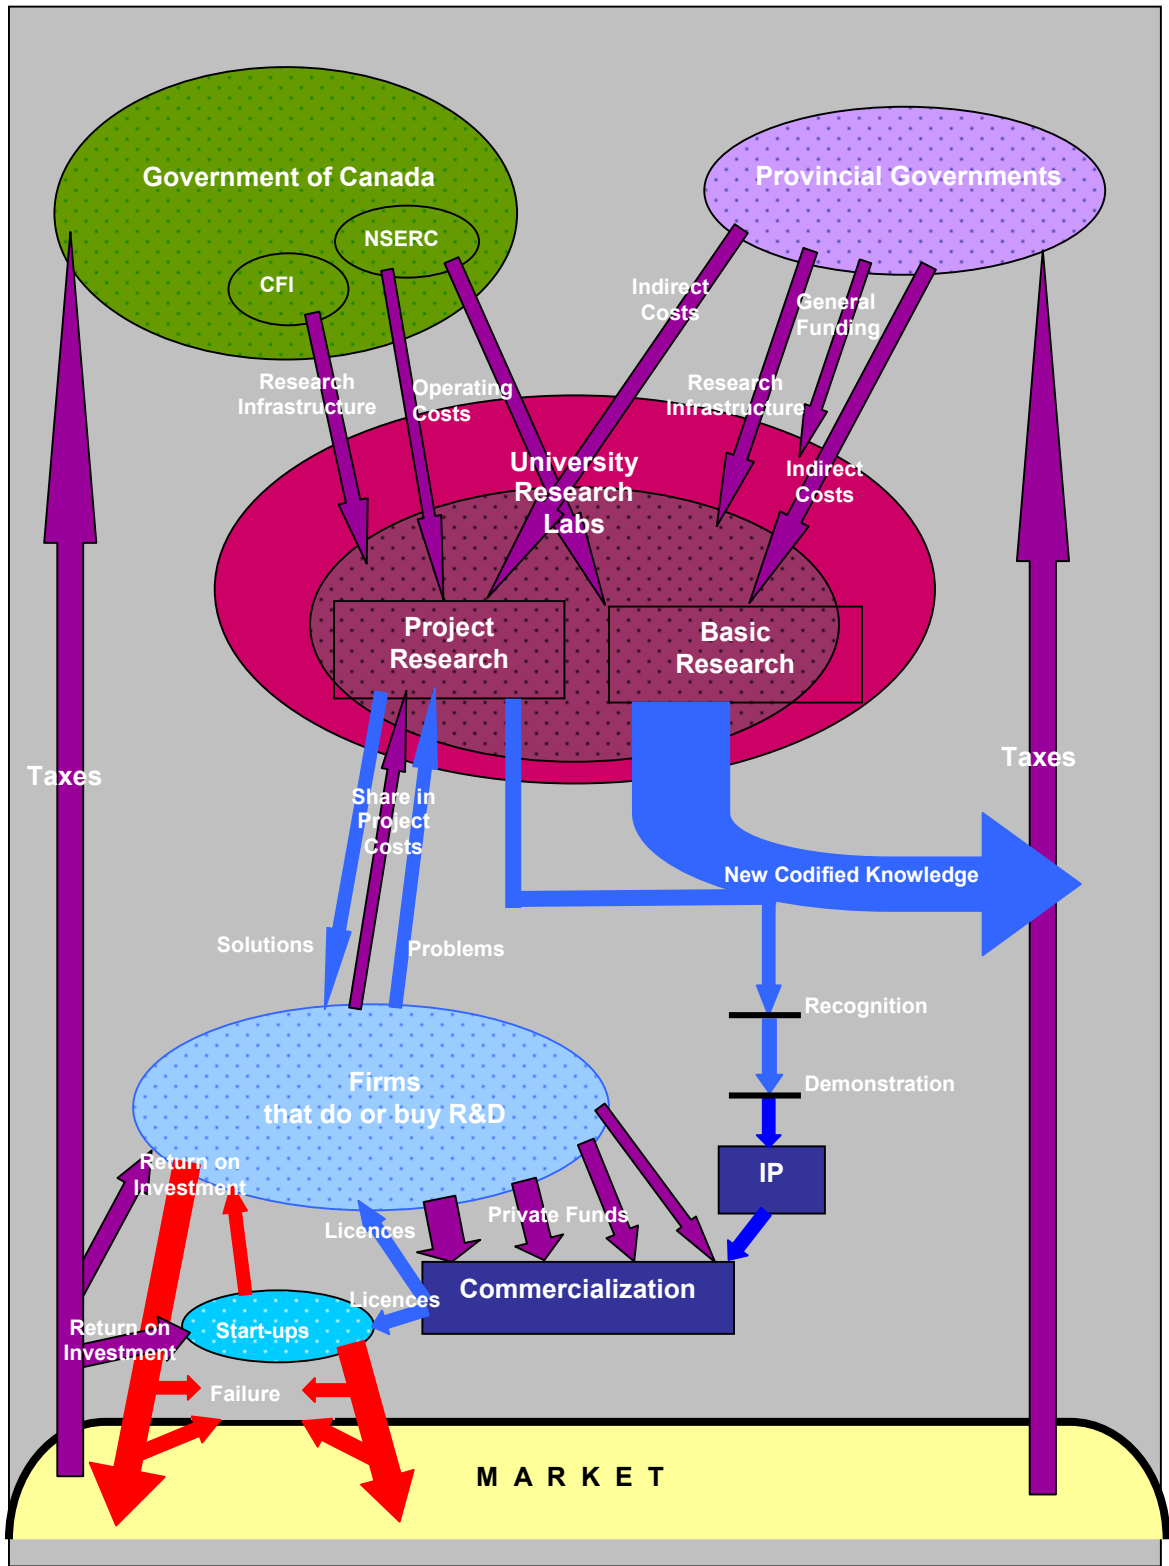 Government of Canada
Provincial Governments
NSERC
CFI
Indirect
Costs
General
Funding
Research
Infrastructure
Operating
Costs
Research
Infrastructure
University
Research
Labs
Indirect
Costs
Project
Research
Basic
Research
Taxes
Taxes
Share in
Project
Costs
New Codified Knowledge
Solutions
Problems
Recognition
Firms
that do or buy R&D
Demonstration
Return on
Investment
IP
Licences
Private Funds
Commercialization
Licences
Start-ups
Return on
Investment
Failure
MARKET